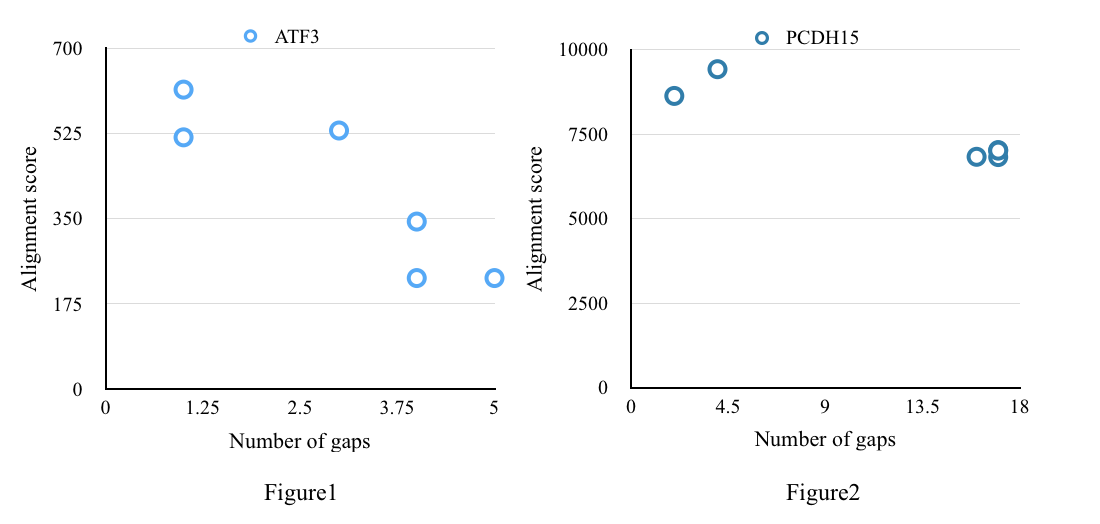 ATF3
700
525
350
175
0
Alignment score
0 1.25 2.5 3.75 5
Number of gaps
Figure1
PCDH15
10000
7500
5000
2500
0
Alignment score
0 4.5 9 13.5 18
Number of gaps
Figure2